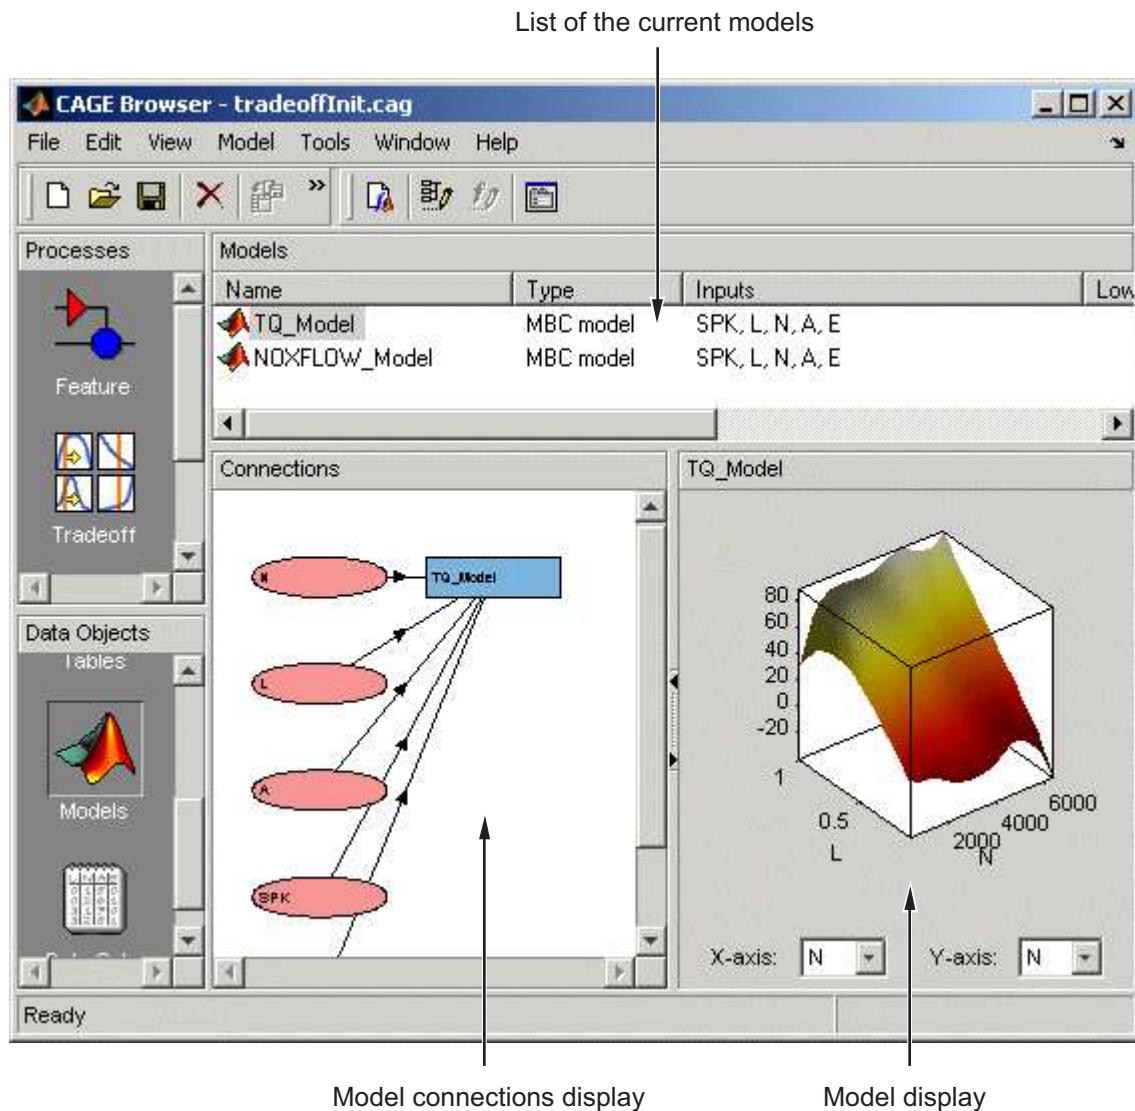 List of the current models
CAGE Browser - tradeoffInit.cag
File Edit View Model Tools Window Help
Processes
Models
Name Type Inputs Low
TQ_Model MBC model SPK, L, N, A, E
NOXFLOW_Model MBC model SPK, L, N, A, E
Feature
Tradeoff
Connections
TQ_Model
N
TQ_Model
L
A
SPK
80
60
40
20
0
-20
1
0.5
L
2000
4000
6000
N
X-axis: N Y-axis: N
Data Objects
Tables
Models
Ready
Model connections display
Model display